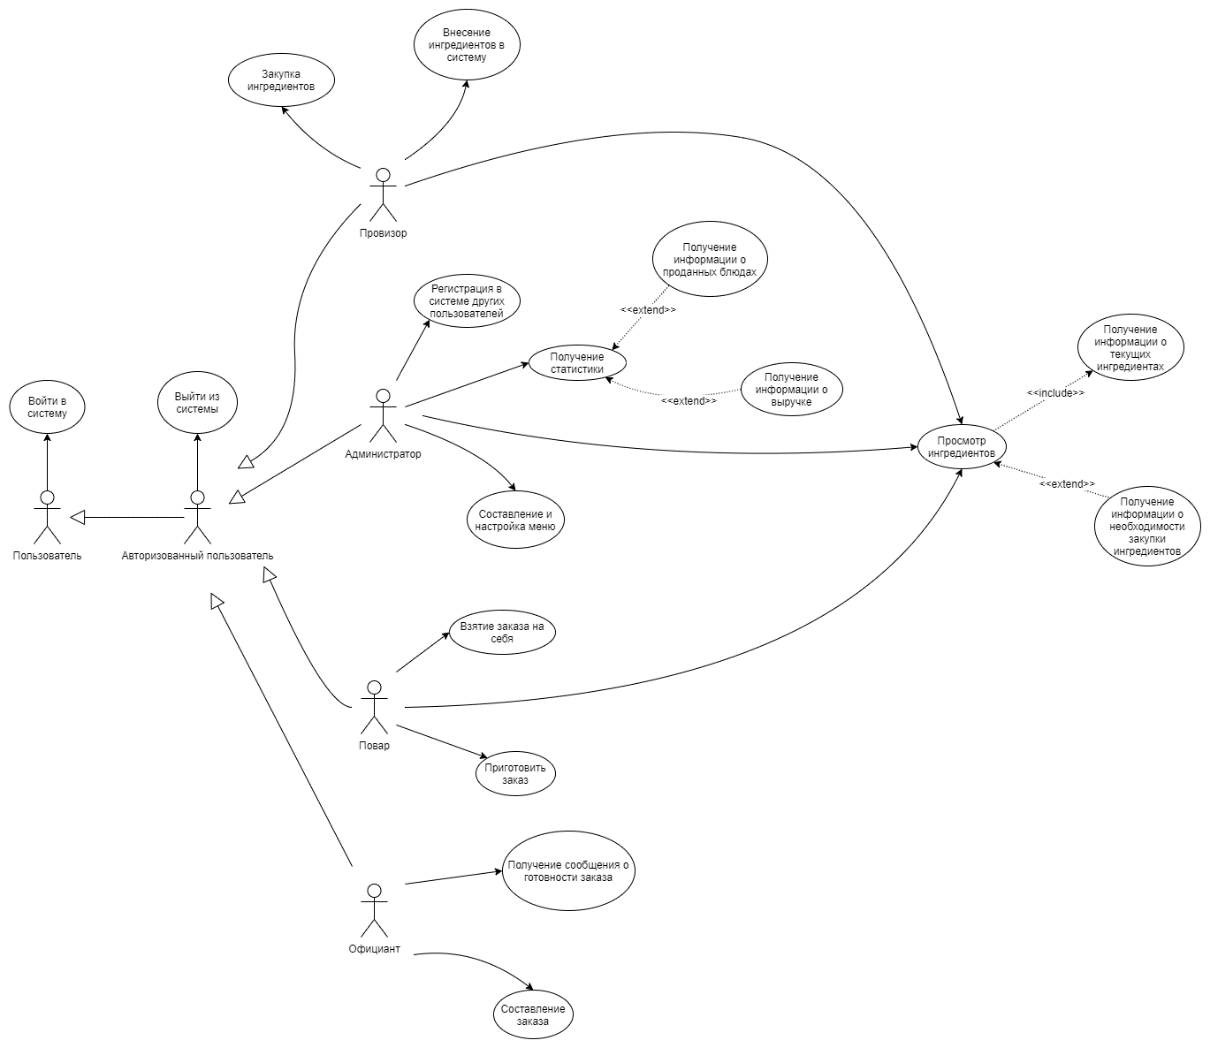 Внесение
ингредиентов в
систему
Закупка
ингредиентов
Провизор
Получение
информации о
проданных блюдах
Регистрация в
системе других
пользователей
<<extend>>
Получение
статистики
Получение
информации о
текущих
ингредиентах
Получение
информации о
выручке
<<extend>>
<<include>>
Войти в
систему
Выйти из
системы
Администратор
Просмотр
ингредиентов
<<extend>>
Составление и
настройка меню
Получение
информации о
необходимости
закупки
ингредиентов
Пользователь
Авторизованный пользователь
Взятие заказа на
себя
Повар
Приготовить
заказ
Получение сообщения о
готовности заказа
Официант
Составление
заказа